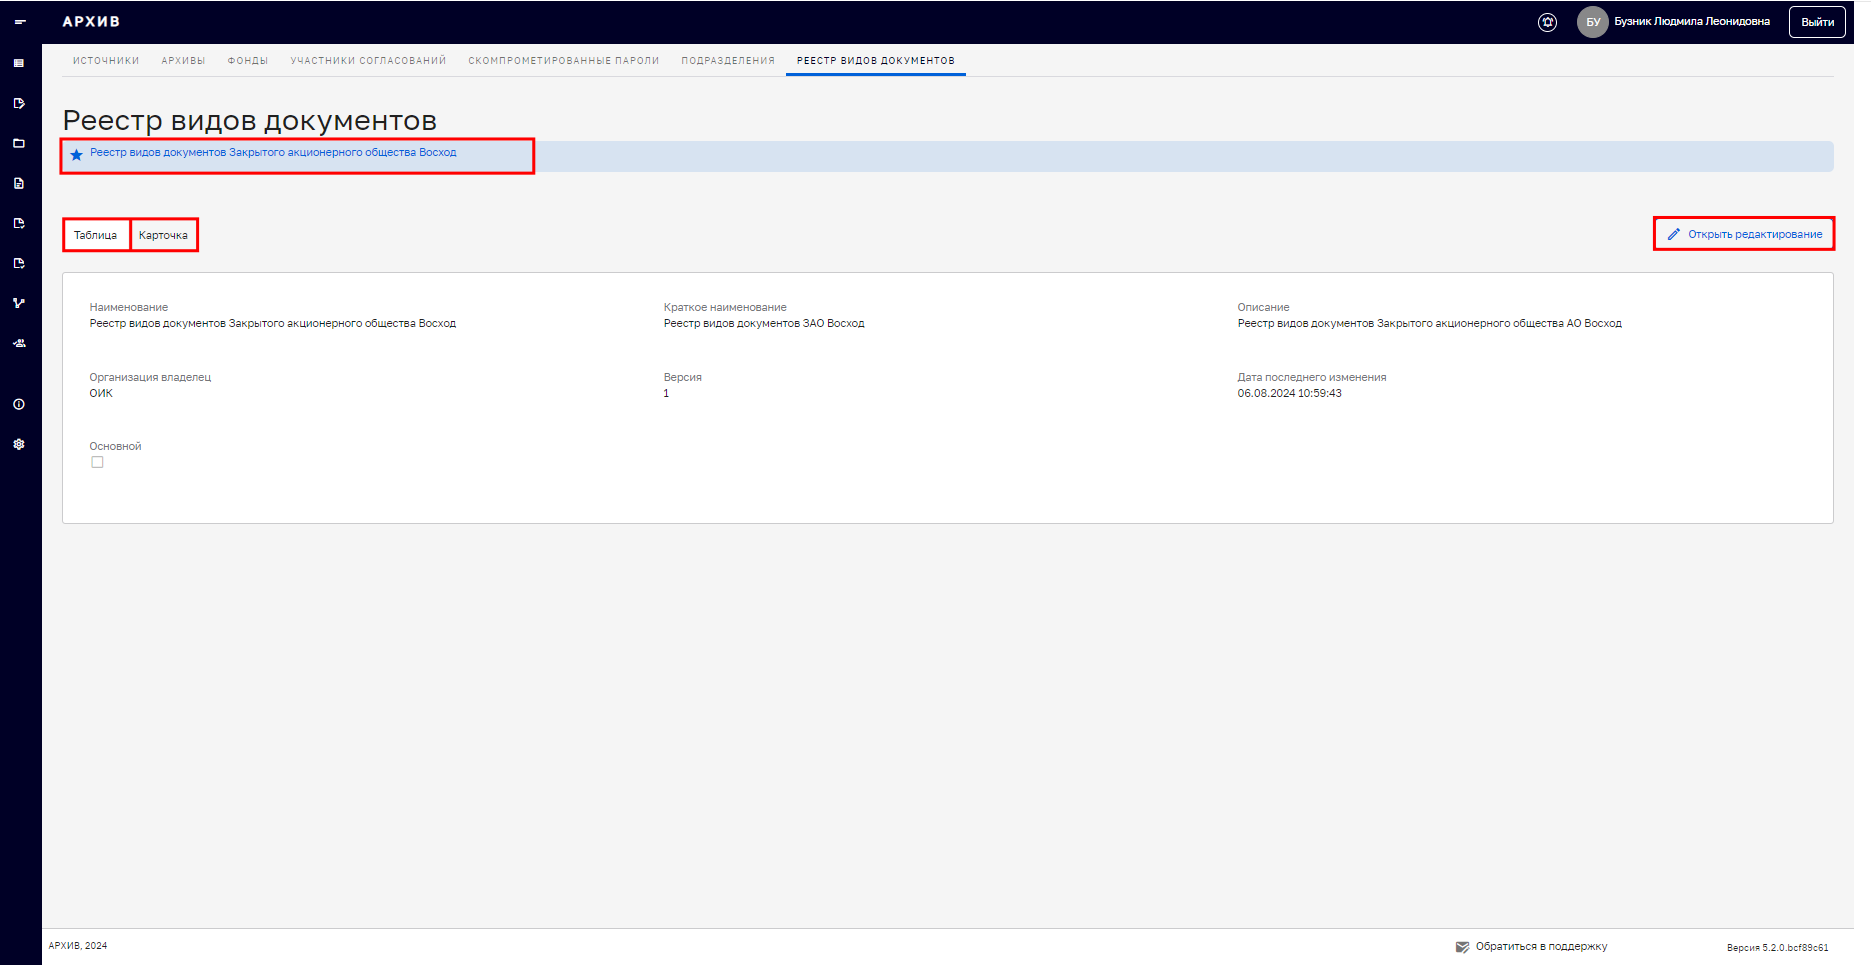 АРХИВ
БУ Бузник Людмила Леонидовна Выйти
ИСТОЧНИКИ АРХИВЫ ФОНДЫ УЧАСТНИКИ СОГЛАСОВАНИЙ СКОМПРОМЕТИРОВАННЫЕ ПАРОЛИ ПОДРАЗДЕЛЕНИЯ РЕЕСТР ВИДОВ ДОКУМЕНТОВ
Реестр видов документов
Реестр видов документов Закрытого акционерного общества Восход
Таблица Карточка Открыть редактирование
Наименование Краткое наименование Описание
Реестр видов документов Закрытого акционерного общества Восход Реестр видов документов ЗАО Восход Реестр видов документов Закрытого акционерного общества АО Восход
Организация владелец Версия Дата последнего изменения
ОИК 1 06.08.2024 10:59:43
Основной
АРХИВ, 2024 Обратиться в поддержку Версия 5.2.0.bcf89c61